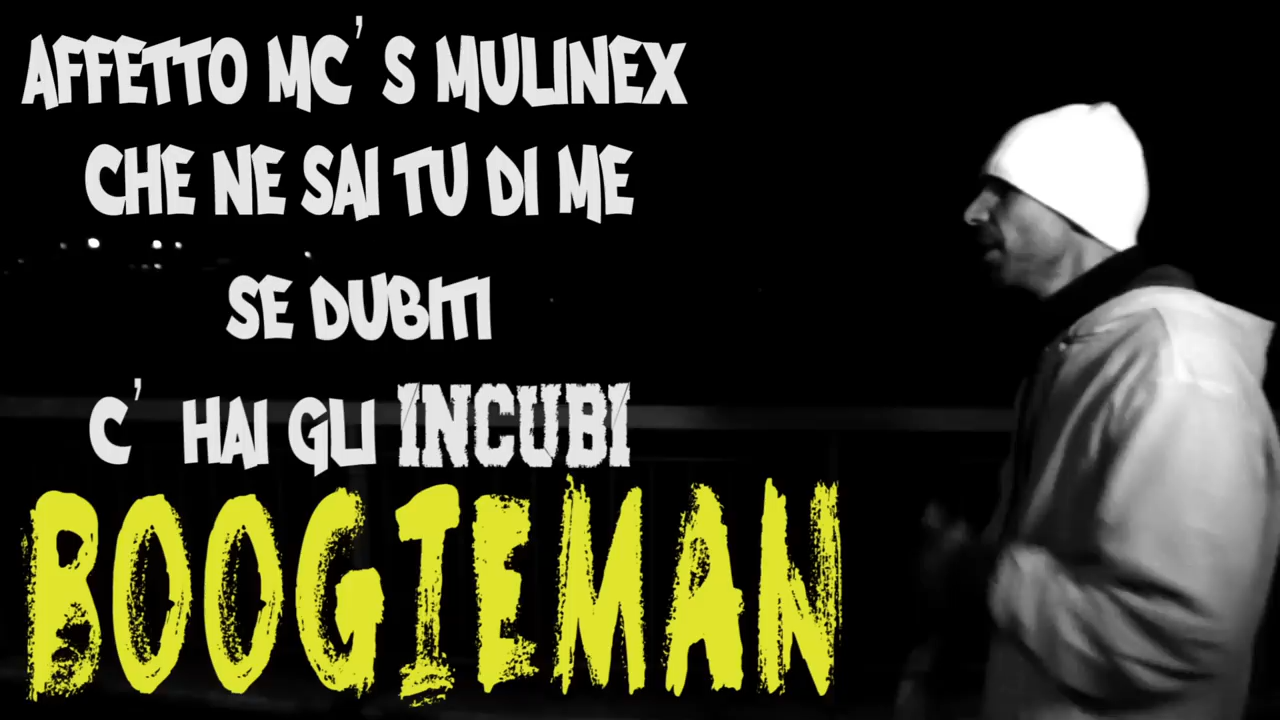 AFFETTO MC'S MULINEX
CHE NE SAI TU DI ME
SE DUBITI
C' HAI GLI INCUBI
BOOGIEMAN